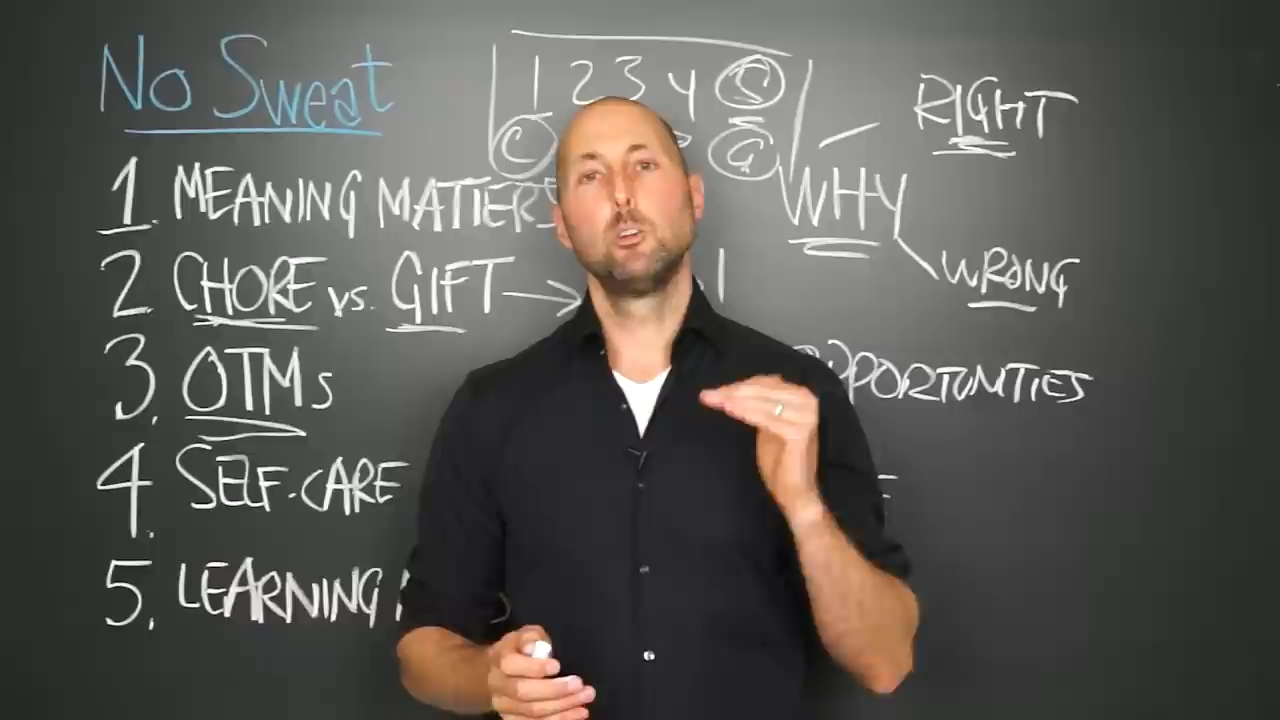 No Sweat
1 2 3 4 5
C G
1. MEANING MATTERS
2 CHORE vs. GIFT →
3. OTMs
4. SELF-CARE
5. LEARNING
WHY
RIGHT
WRONG
OPPORTUNITIES